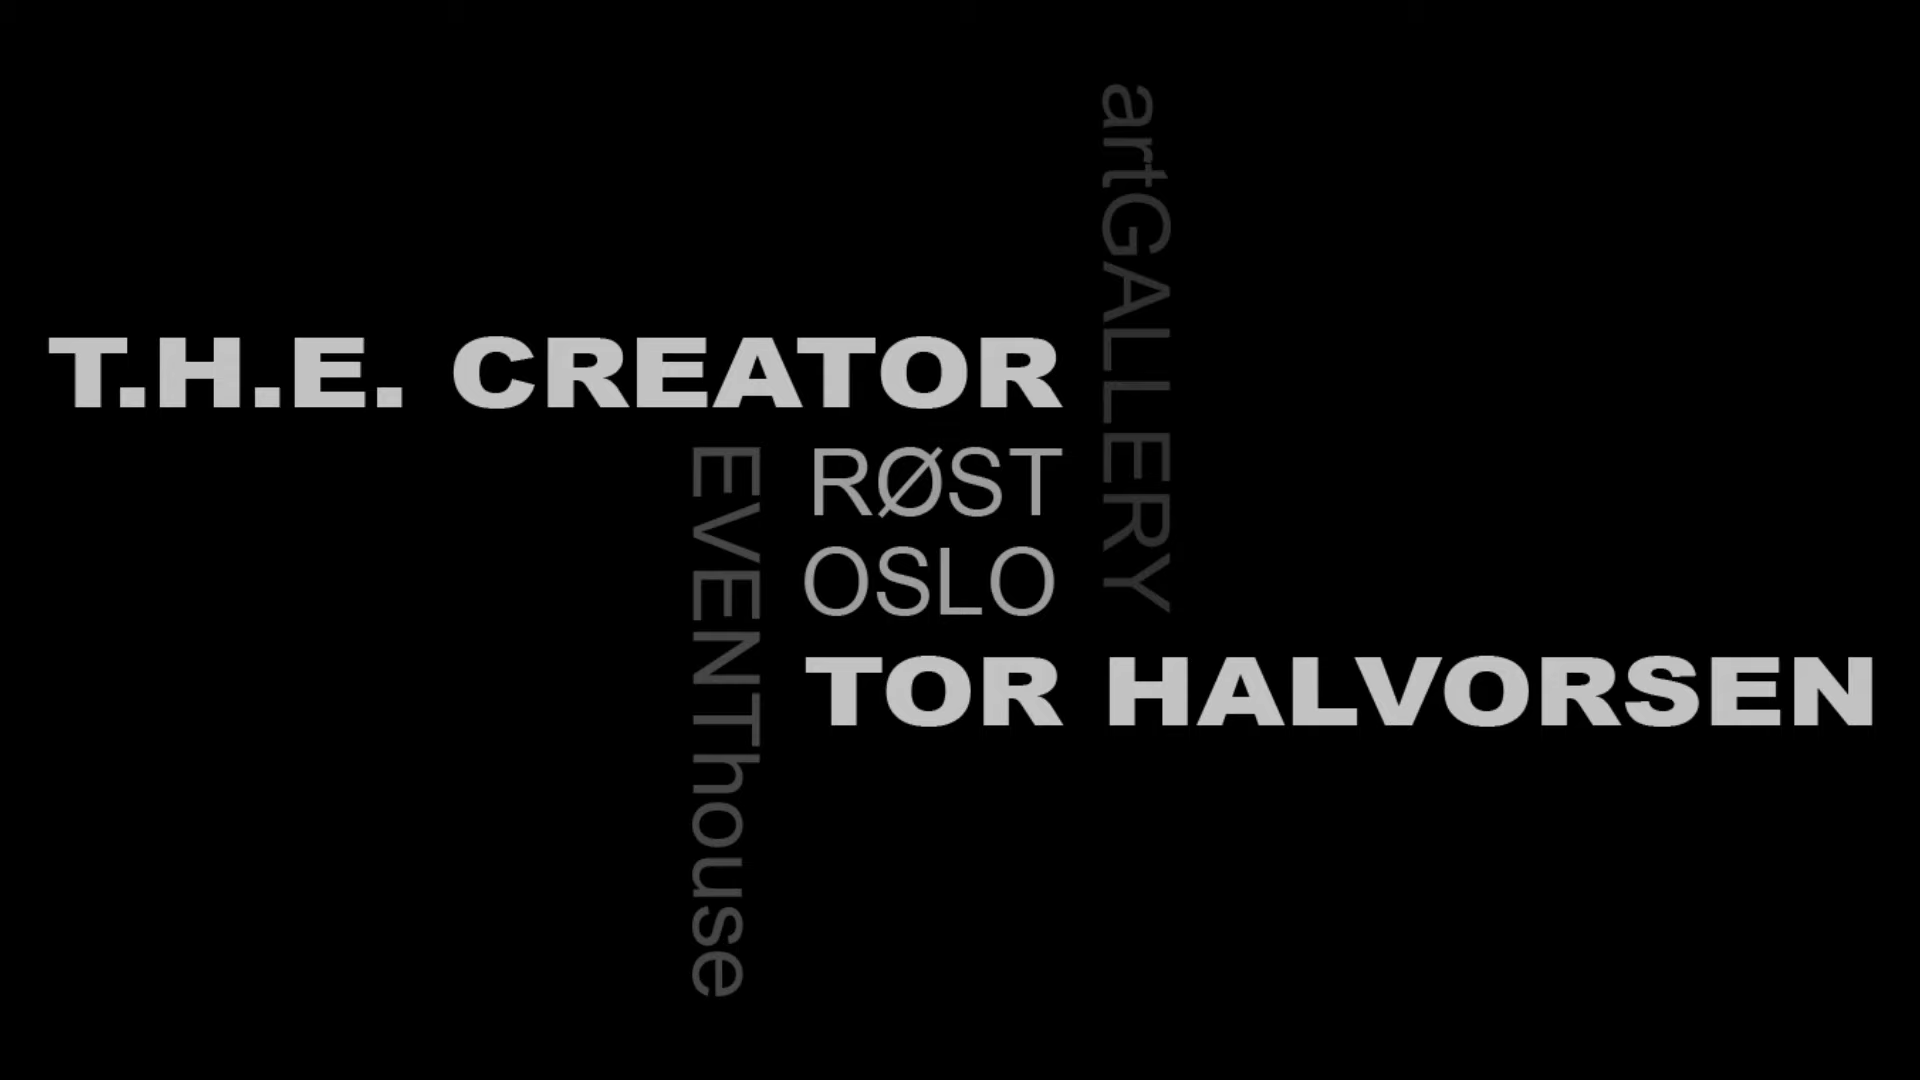 artGALLERY
T.H.E. CREATOR
EVENThouse
RØST
OSLO
TOR HALVORSEN